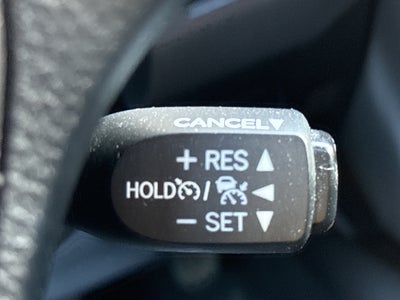 CANCEL▼
+ RES ▲
HOLD / ◀
− SET ▼